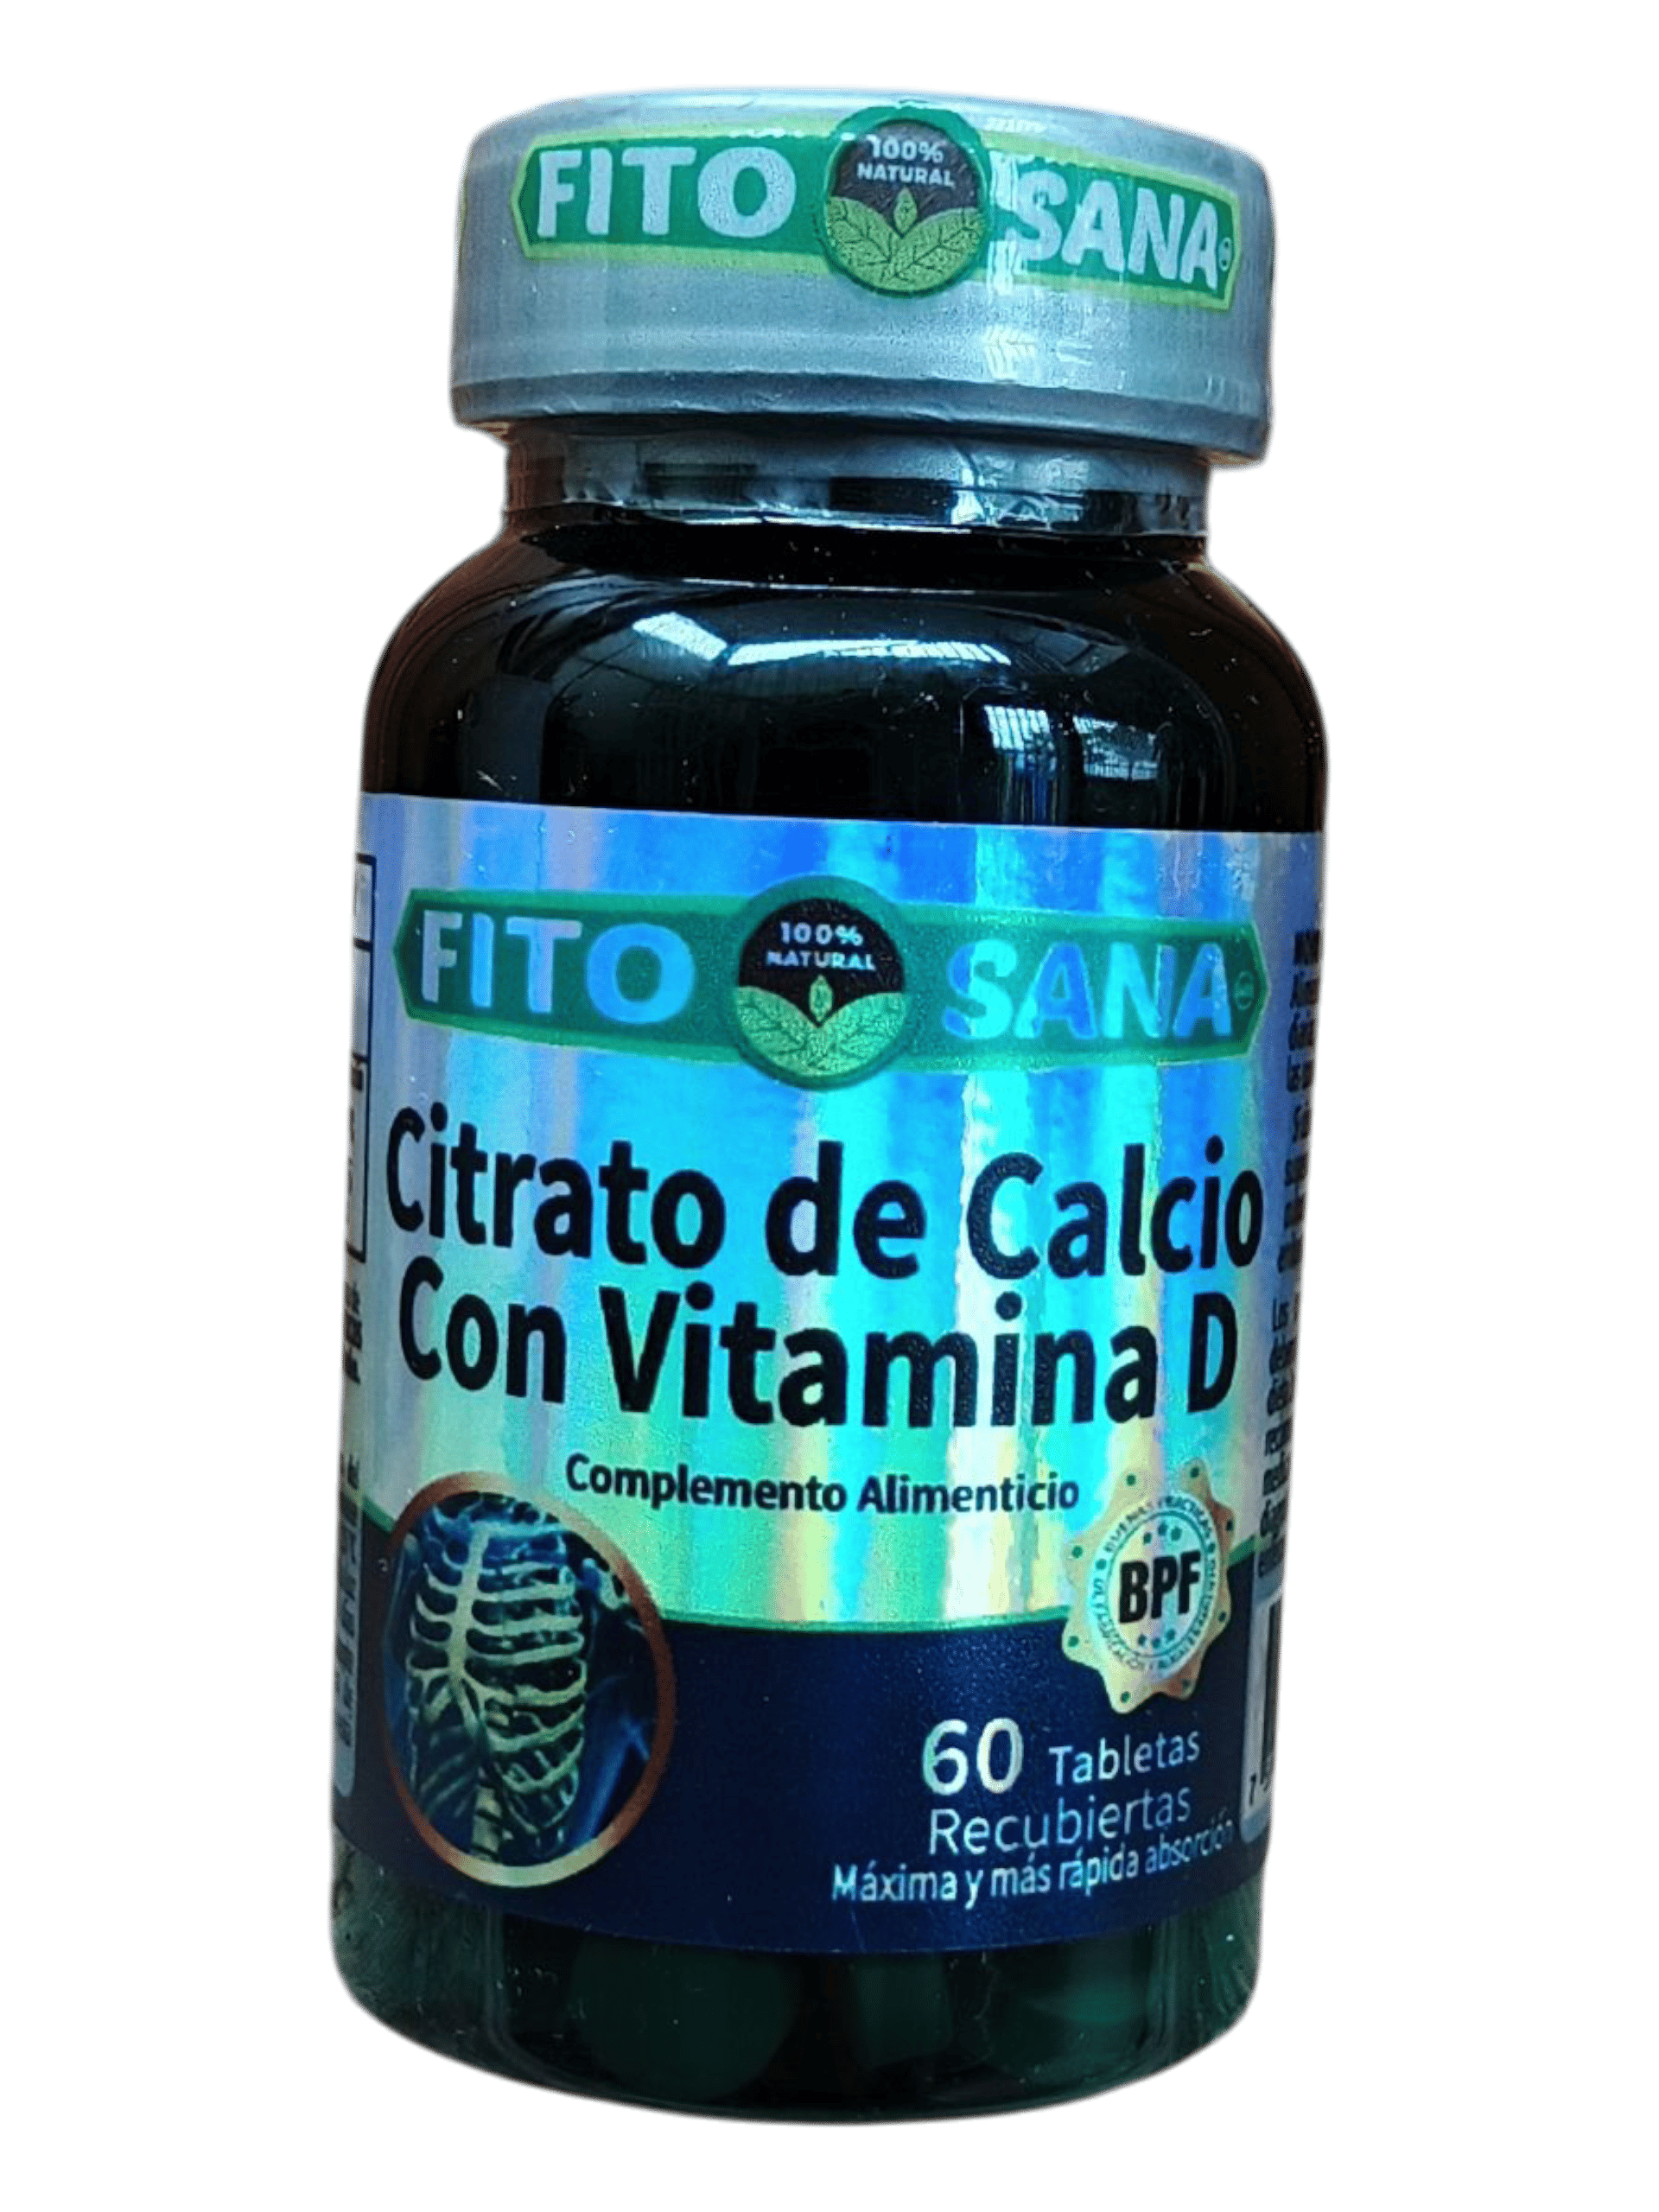 FITO 100% NATURAL SANA
FITO 100% NATURAL SANA
Citrato de Calcio
Con Vitamina D
Complemento Alimenticio
BPF
60 Tabletas
Recubiertas
Máxima y más rápida absorción